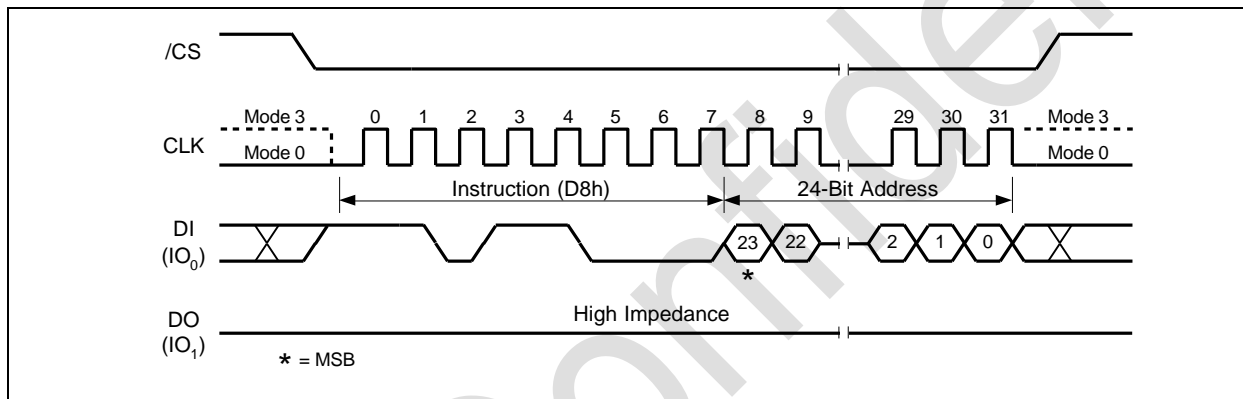 /CS
Mode 3 0 1 2 3 4 5 6 7 8 9 29 30 31 Mode 3
CLK
Mode 0 Mode 0
Instruction (D8h) 24-Bit Address
DI
(IO0)
23 22 2 1 0
*
High Impedance
DO
(IO1)
* = MSB